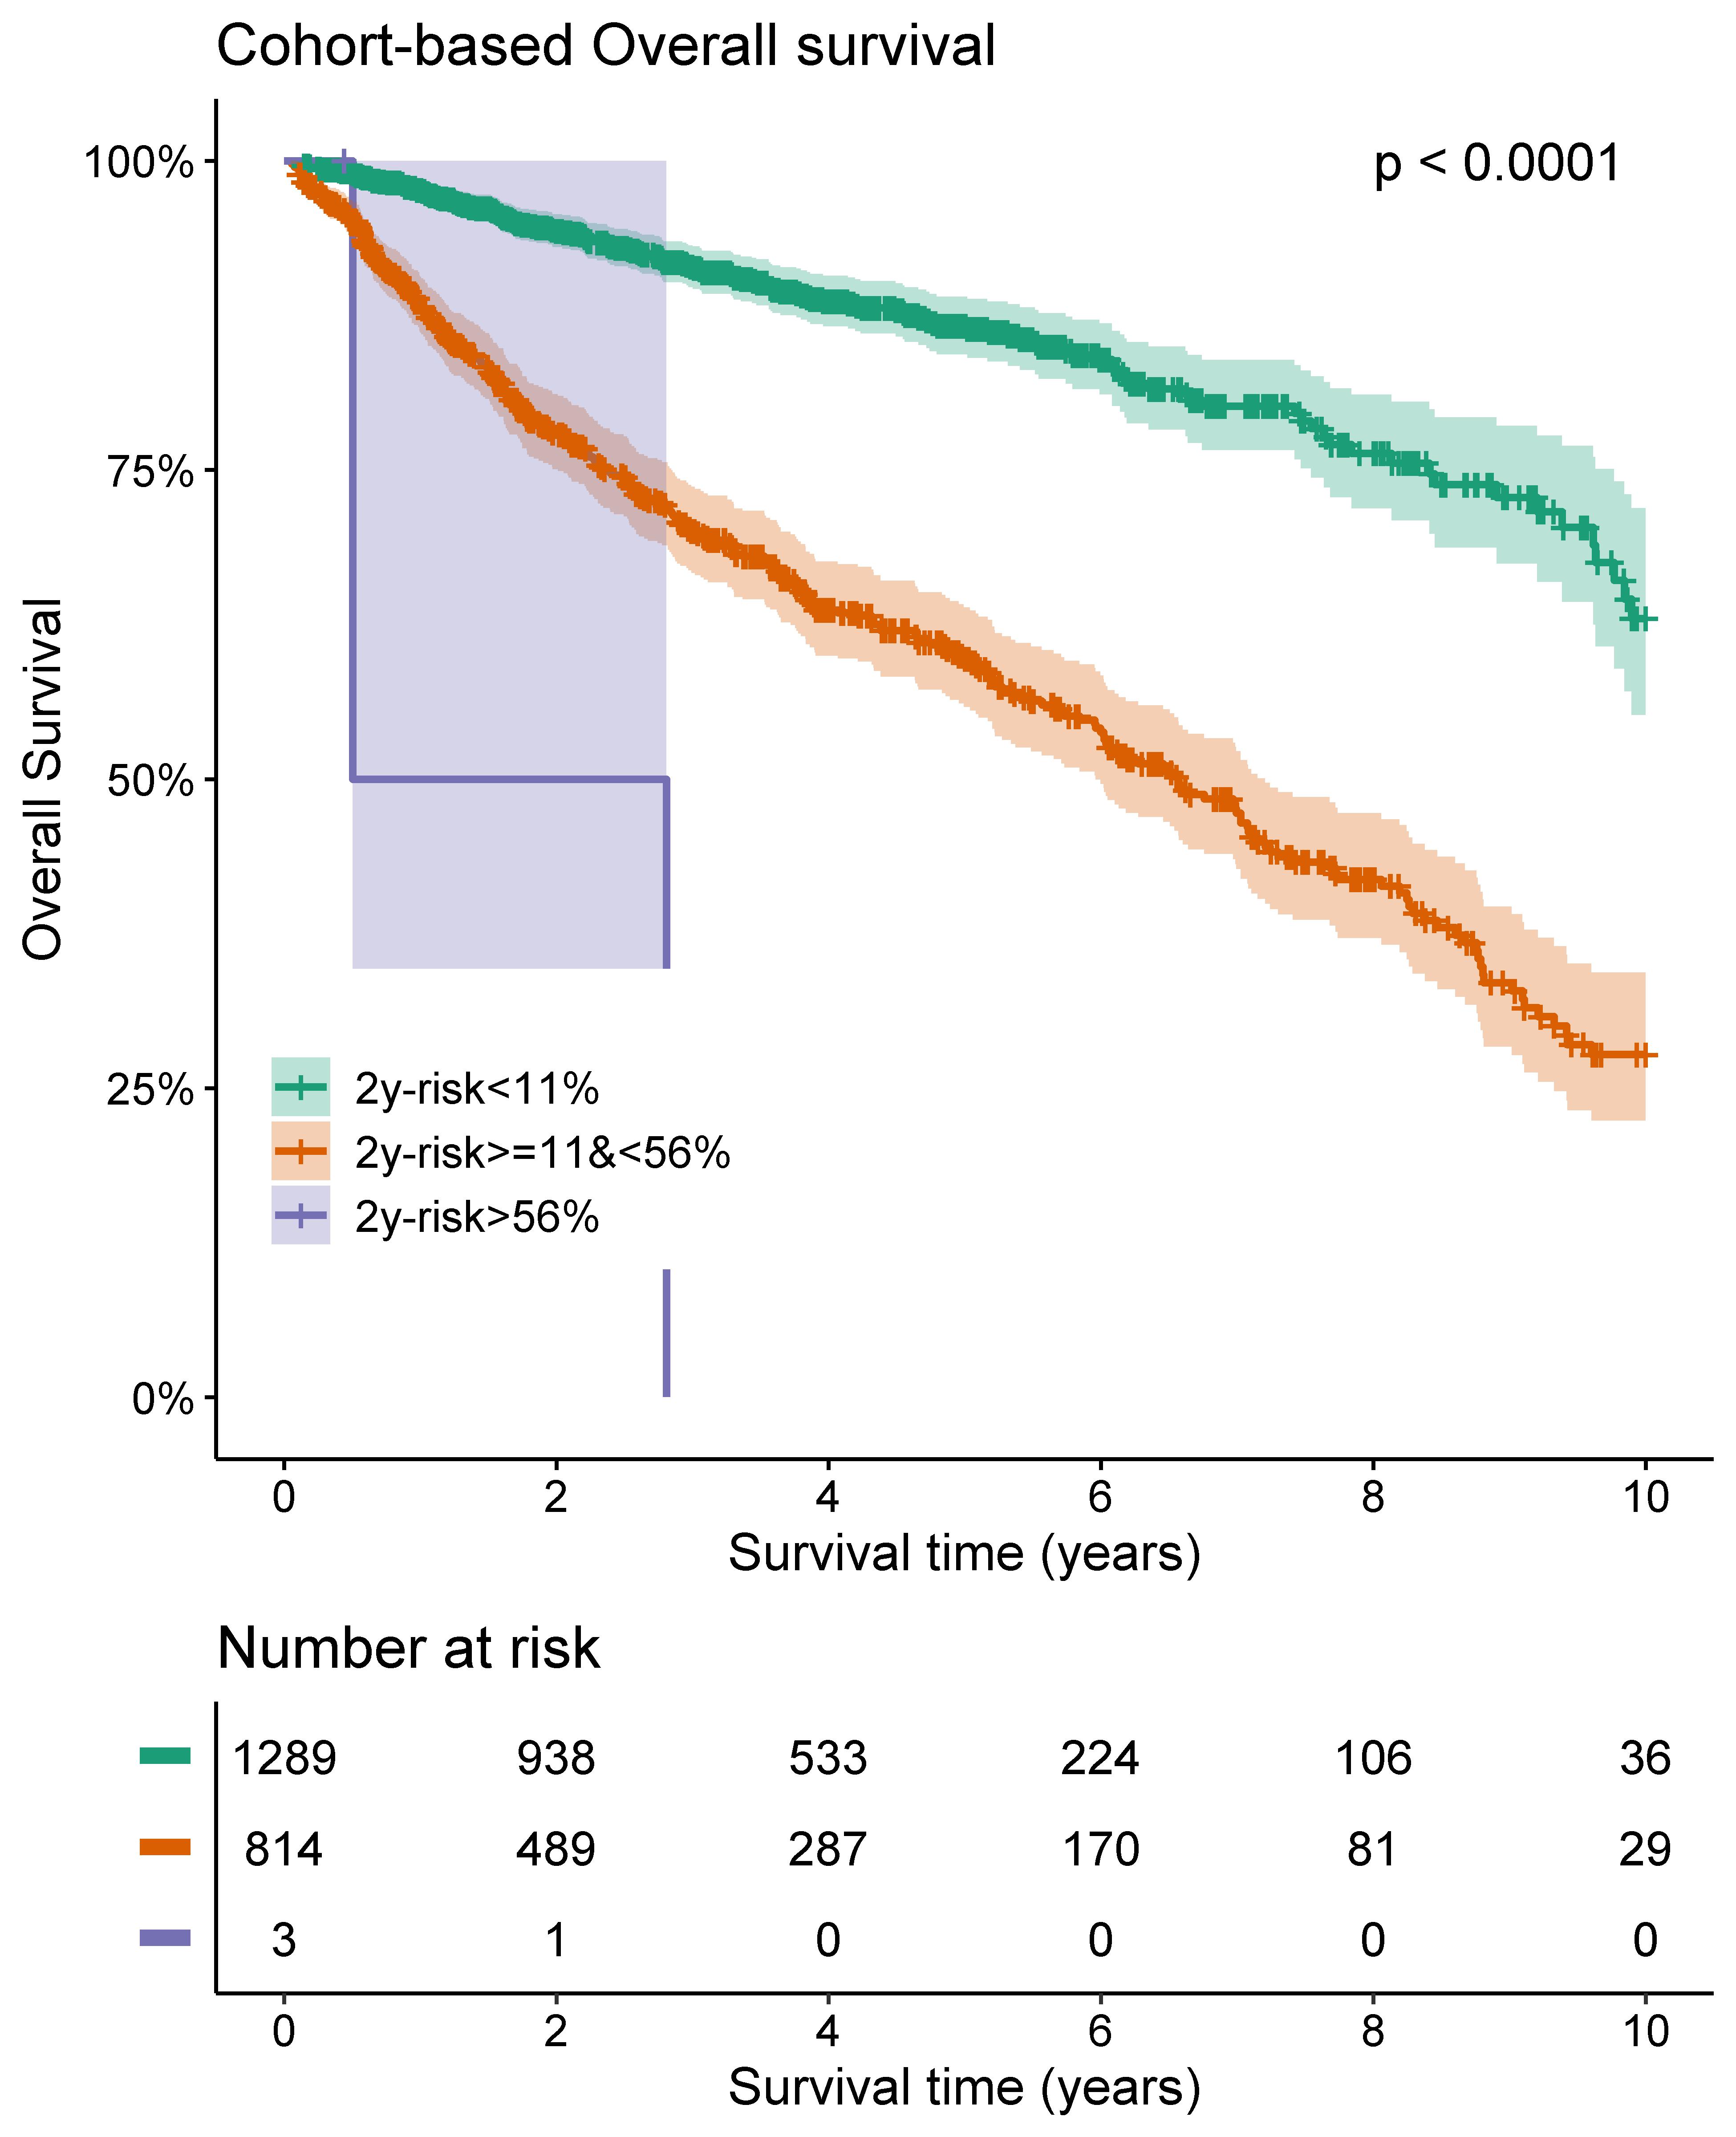 Cohort-based Overall survival
p < 0.0001
100%
75%
50%
25%
0%
Overall Survival
2y-risk<11%
2y-risk>=11&<56%
2y-risk>56%
0 2 4 6 8 10
Survival time (years)
Number at risk
1289 938 533 224 106 36
814 489 287 170 81 29
3 1 0 0 0 0
0 2 4 6 8 10
Survival time (years)